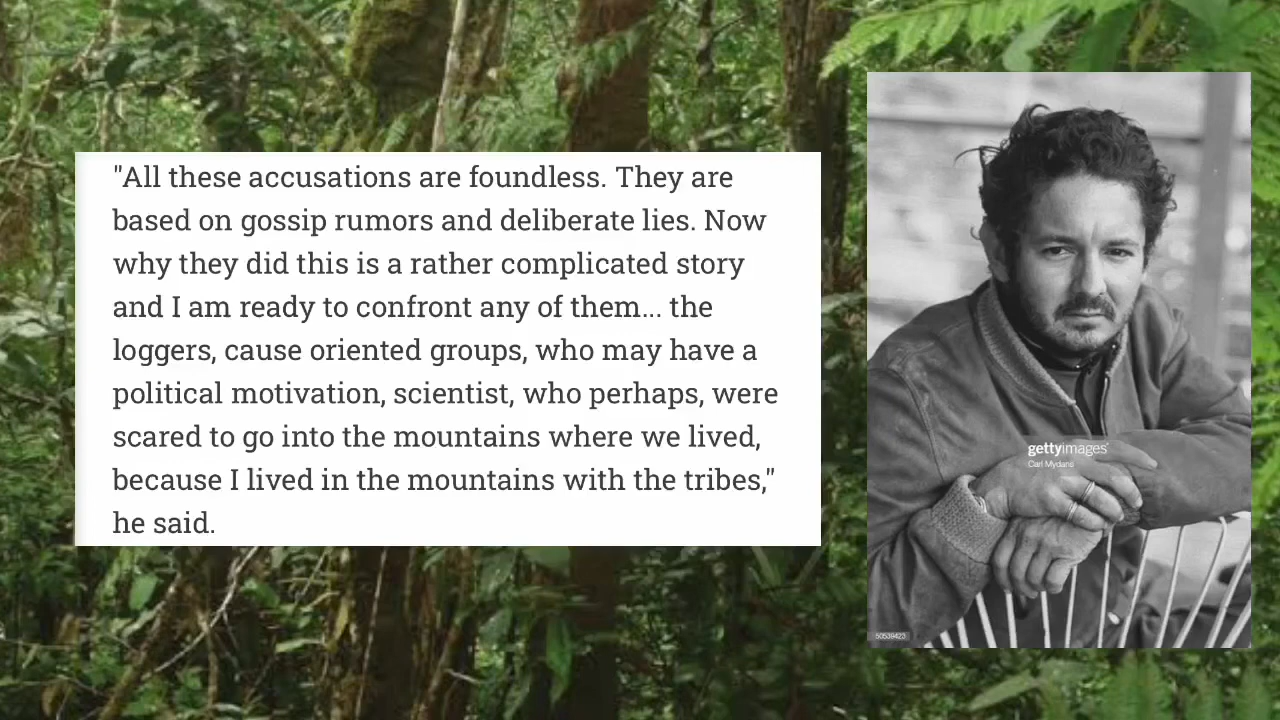 "All these accusations are foundless. They are
based on gossip rumors and deliberate lies. Now
why they did this is a rather complicated story
and I am ready to confront any of them... the
loggers, cause oriented groups, who may have a
political motivation, scientist, who perhaps, were
scared to go into the mountains where we lived,
because I lived in the mountains with the tribes,"
he said.
gettyimages
Carl Mydans
50539423